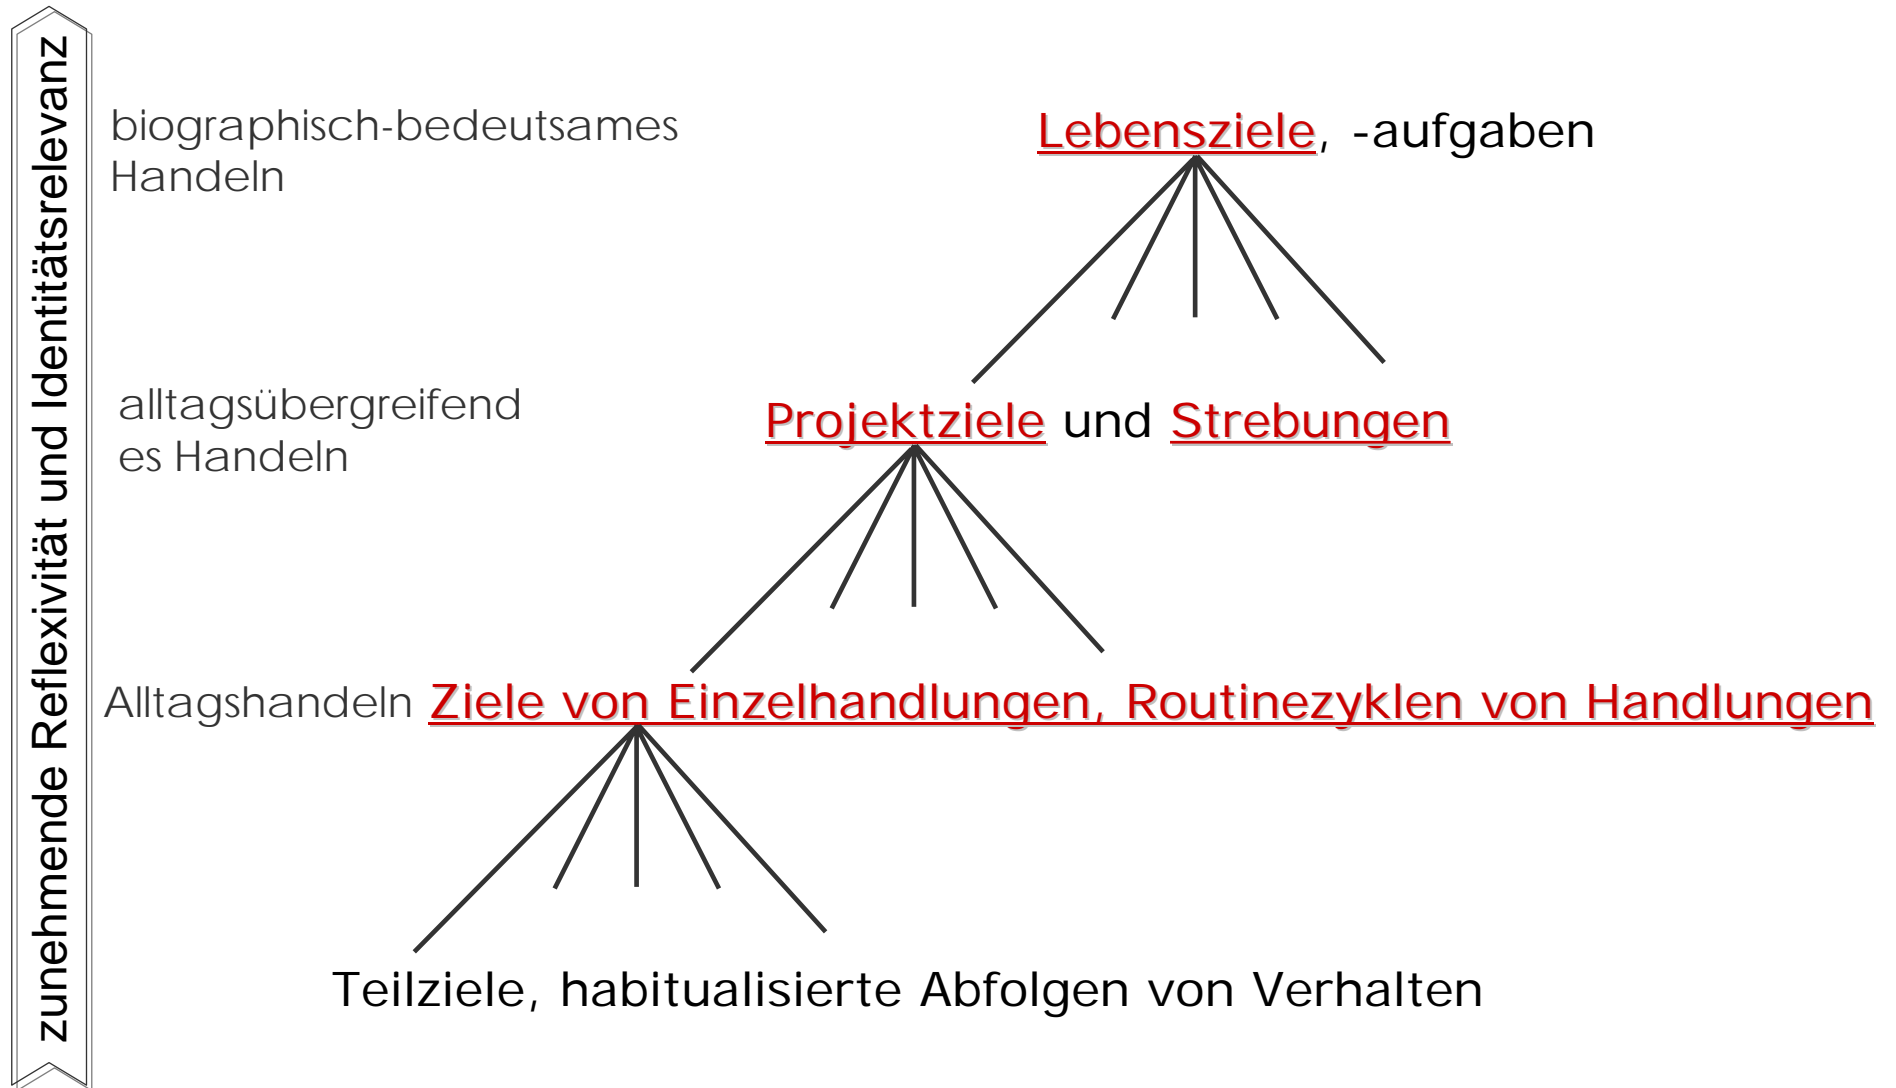 zunehmende Reflexivität und Identitätsrelevanz
biographisch-bedeutsames
Handeln
Lebensziele, -aufgaben
alltagsübergreifend
es Handeln
Projektziele und Strebungen
Alltagshandeln
Ziele von Einzelhandlungen, Routinezyklen von Handlungen
Teilziele, habitualisierte Abfolgen von Verhalten